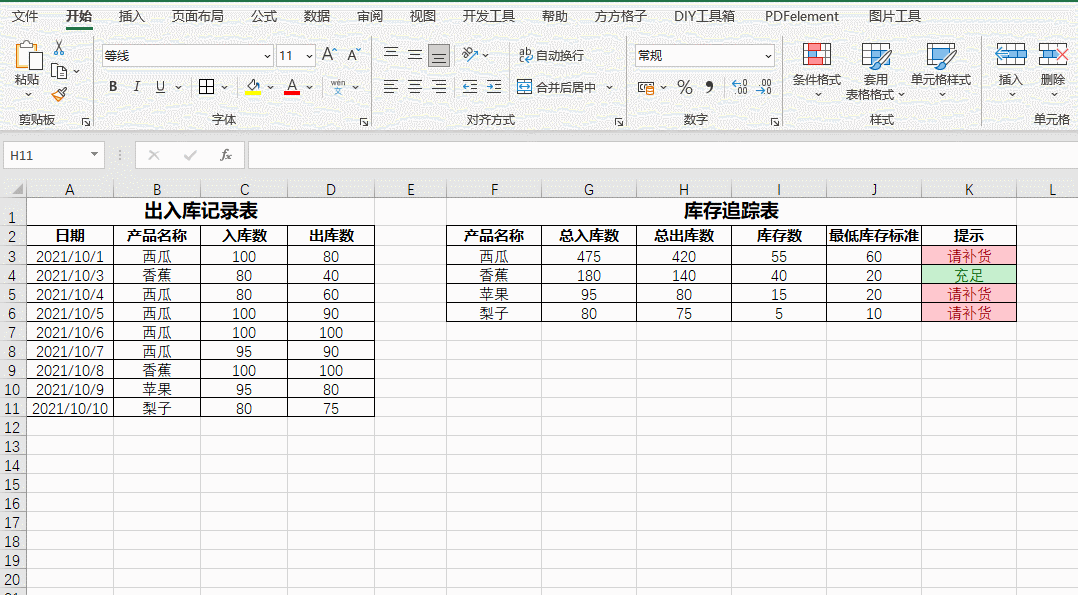 文件 开始 插入 页面布局 公式 数据 审阅 视图 开发工具 帮助 方方格子 DIY工具箱 PDFelement 图片工具
粘贴 等线 11 A A 自动换行 常规 条件格式 套用 表格格式 单元格样式 插入 删除
B I U A wén 文 合并后居中 % , .00
剪贴板 字体 对齐方式 数字 样式 单元格
H11 fx
A B C D E F G H I J K L
1 出入库记录表 库存追踪表
2 日期 产品名称 入库数 出库数 产品名称 总入库数 总出库数 库存数 最低库存标准 提示
3 2021/10/1 西瓜 100 80 西瓜 475 420 55 60 请补货
4 2021/10/3 香蕉 80 40 香蕉 180 140 40 20 充足
5 2021/10/4 西瓜 80 60 苹果 95 80 15 20 请补货
6 2021/10/5 西瓜 100 90 梨子 80 75 5 10 请补货
7 2021/10/6 西瓜 100 100
8 2021/10/7 西瓜 95 90
9 2021/10/8 香蕉 100 100
10 2021/10/9 苹果 95 80
11 2021/10/10 梨子 80 75
12
13
14
15
16
17
18
19
20